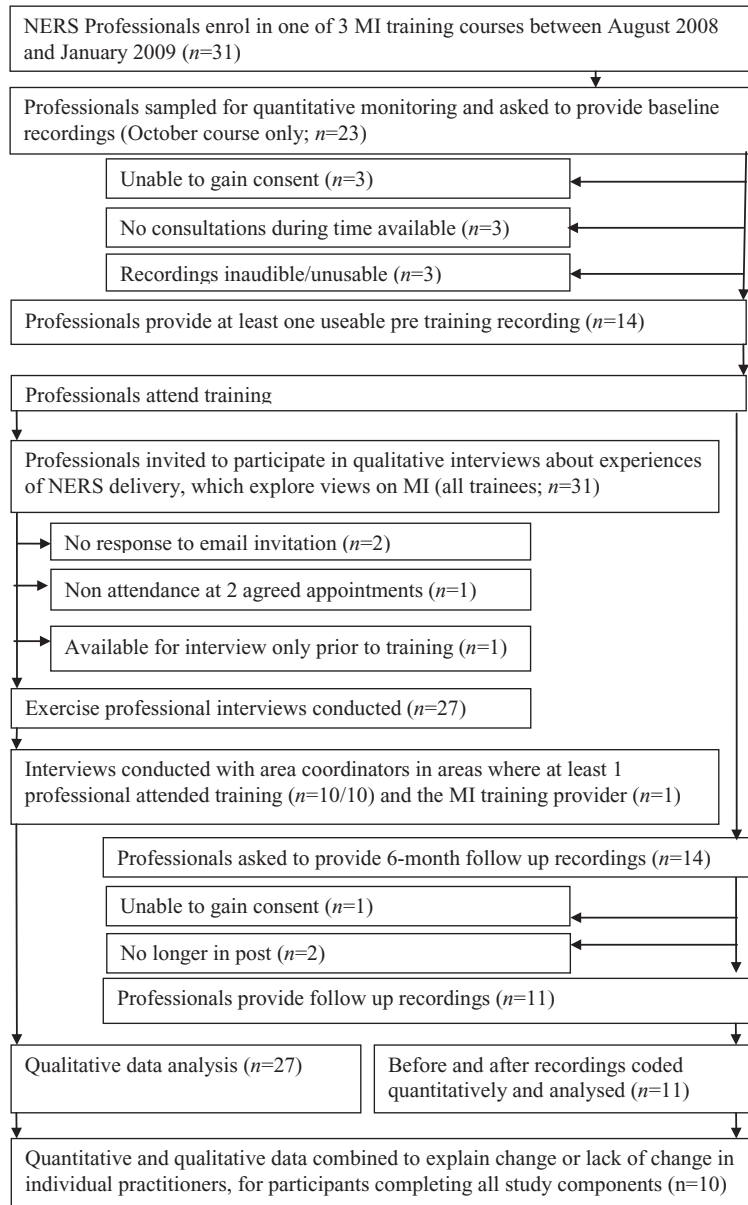 NERS Professionals enrol in one of 3 MI training courses between August 2008
and January 2009 (n=31)
Professionals sampled for quantitative monitoring and asked to provide baseline
recordings (October course only; n=23)
Unable to gain consent (n=3)
No consultations during time available (n=3)
Recordings inaudible/unusable (n=3)
Professionals provide at least one useable pre training recording (n=14)
Professionals attend training
Professionals invited to participate in qualitative interviews about experiences
of NERS delivery, which explore views on MI (all trainees; n=31)
No response to email invitation (n=2)
Non attendance at 2 agreed appointments (n=1)
Available for interview only prior to training (n=1)
Exercise professional interviews conducted (n=27)
Interviews conducted with area coordinators in areas where at least 1
professional attended training (n=10/10) and the MI training provider (n=1)
Professionals asked to provide 6-month follow up recordings (n=14)
Unable to gain consent (n=1)
No longer in post (n=2)
Professionals provide follow up recordings (n=11)
Qualitative data analysis (n=27)
Before and after recordings coded
quantitatively and analysed (n=11)
Quantitative and qualitative data combined to explain change or lack of change in
individual practitioners, for participants completing all study components (n=10)